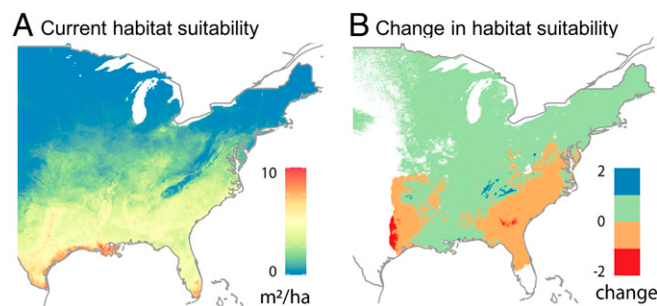 A Current habitat suitability
B Change in habitat suitability
10
0
m²/ha
2
0
-2
change